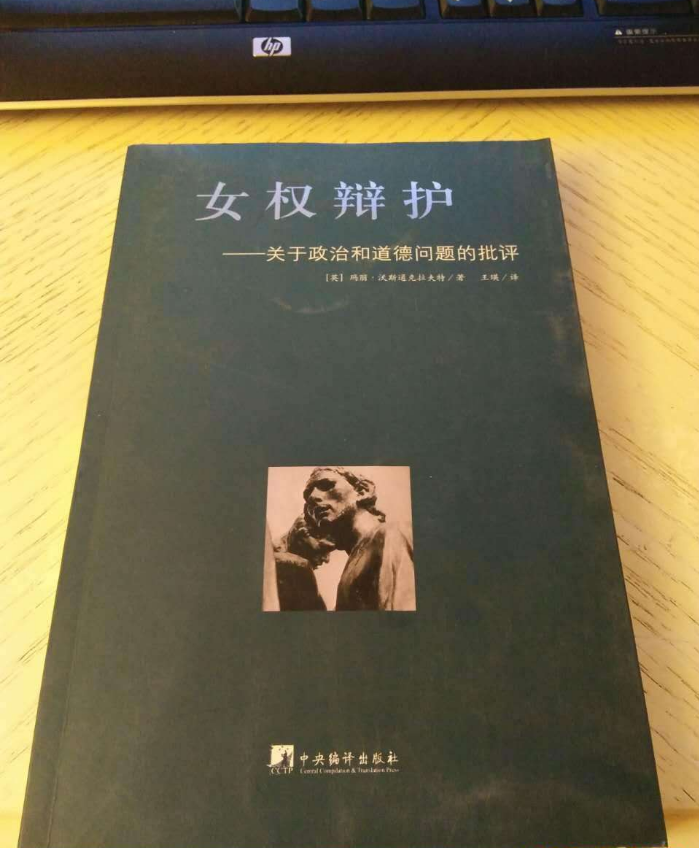 hp
女权辩护
——关于政治和道德问题的批评
[英] 玛丽·沃斯通克拉夫特／著 王瑛／译
中央编译出版社
CCTP Central Compilation & Translation Press